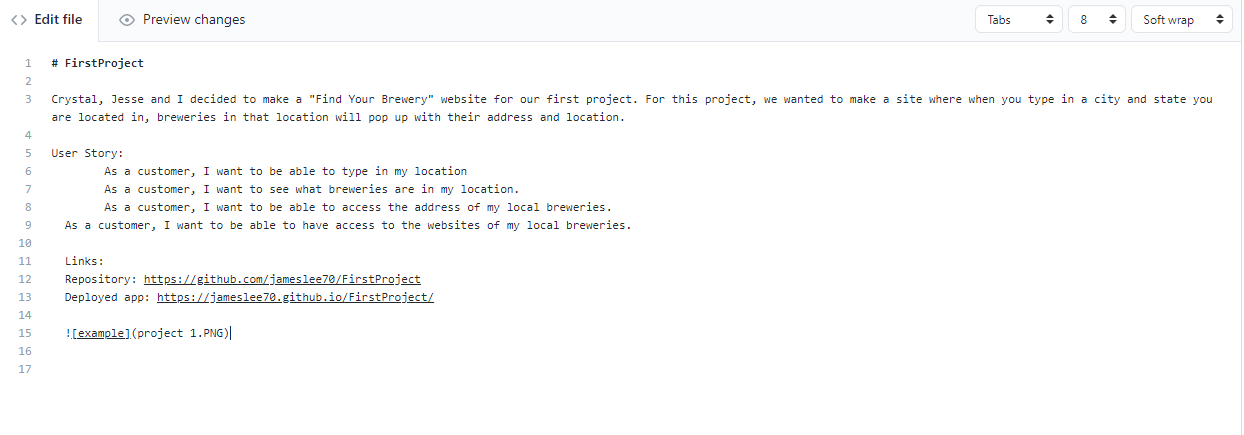 Edit file
Preview changes
Tabs
8
Soft wrap
1 # FirstProject
2
3 Crystal, Jesse and I decided to make a "Find Your Brewery" website for our first project. For this project, we wanted to make a site where when you type in a city and state you
are located in, breweries in that location will pop up with their address and location.
4
5 User Story:
6 As a customer, I want to be able to type in my location
7 As a customer, I want to see what breweries are in my location.
8 As a customer, I want to be able to access the address of my local breweries.
9 As a customer, I want to be able to have access to the websites of my local breweries.
10
11 Links:
12 Repository: https://github.com/jameslee70/FirstProject
13 Deployed app: https://jameslee70.github.io/FirstProject/
14
15 ![example](project 1.PNG)
16
17